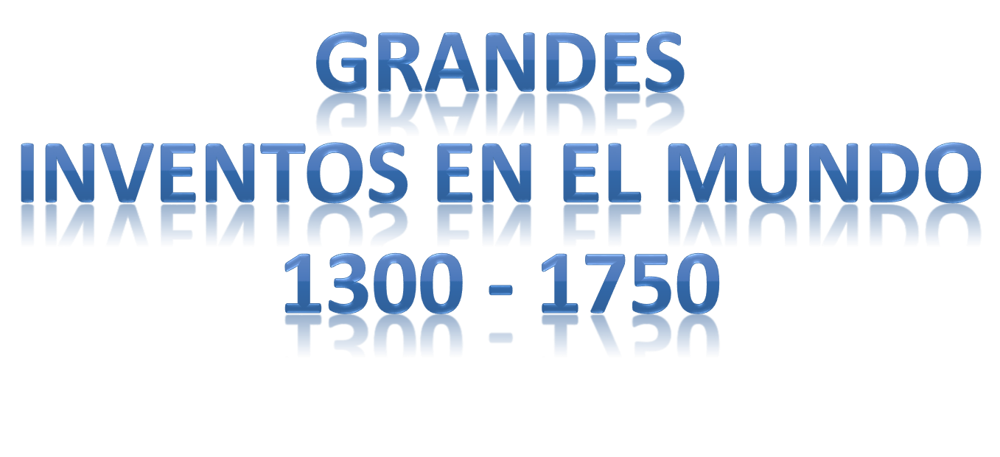 GRANDES
INVENTOS EN EL MUNDO
1300 - 1750